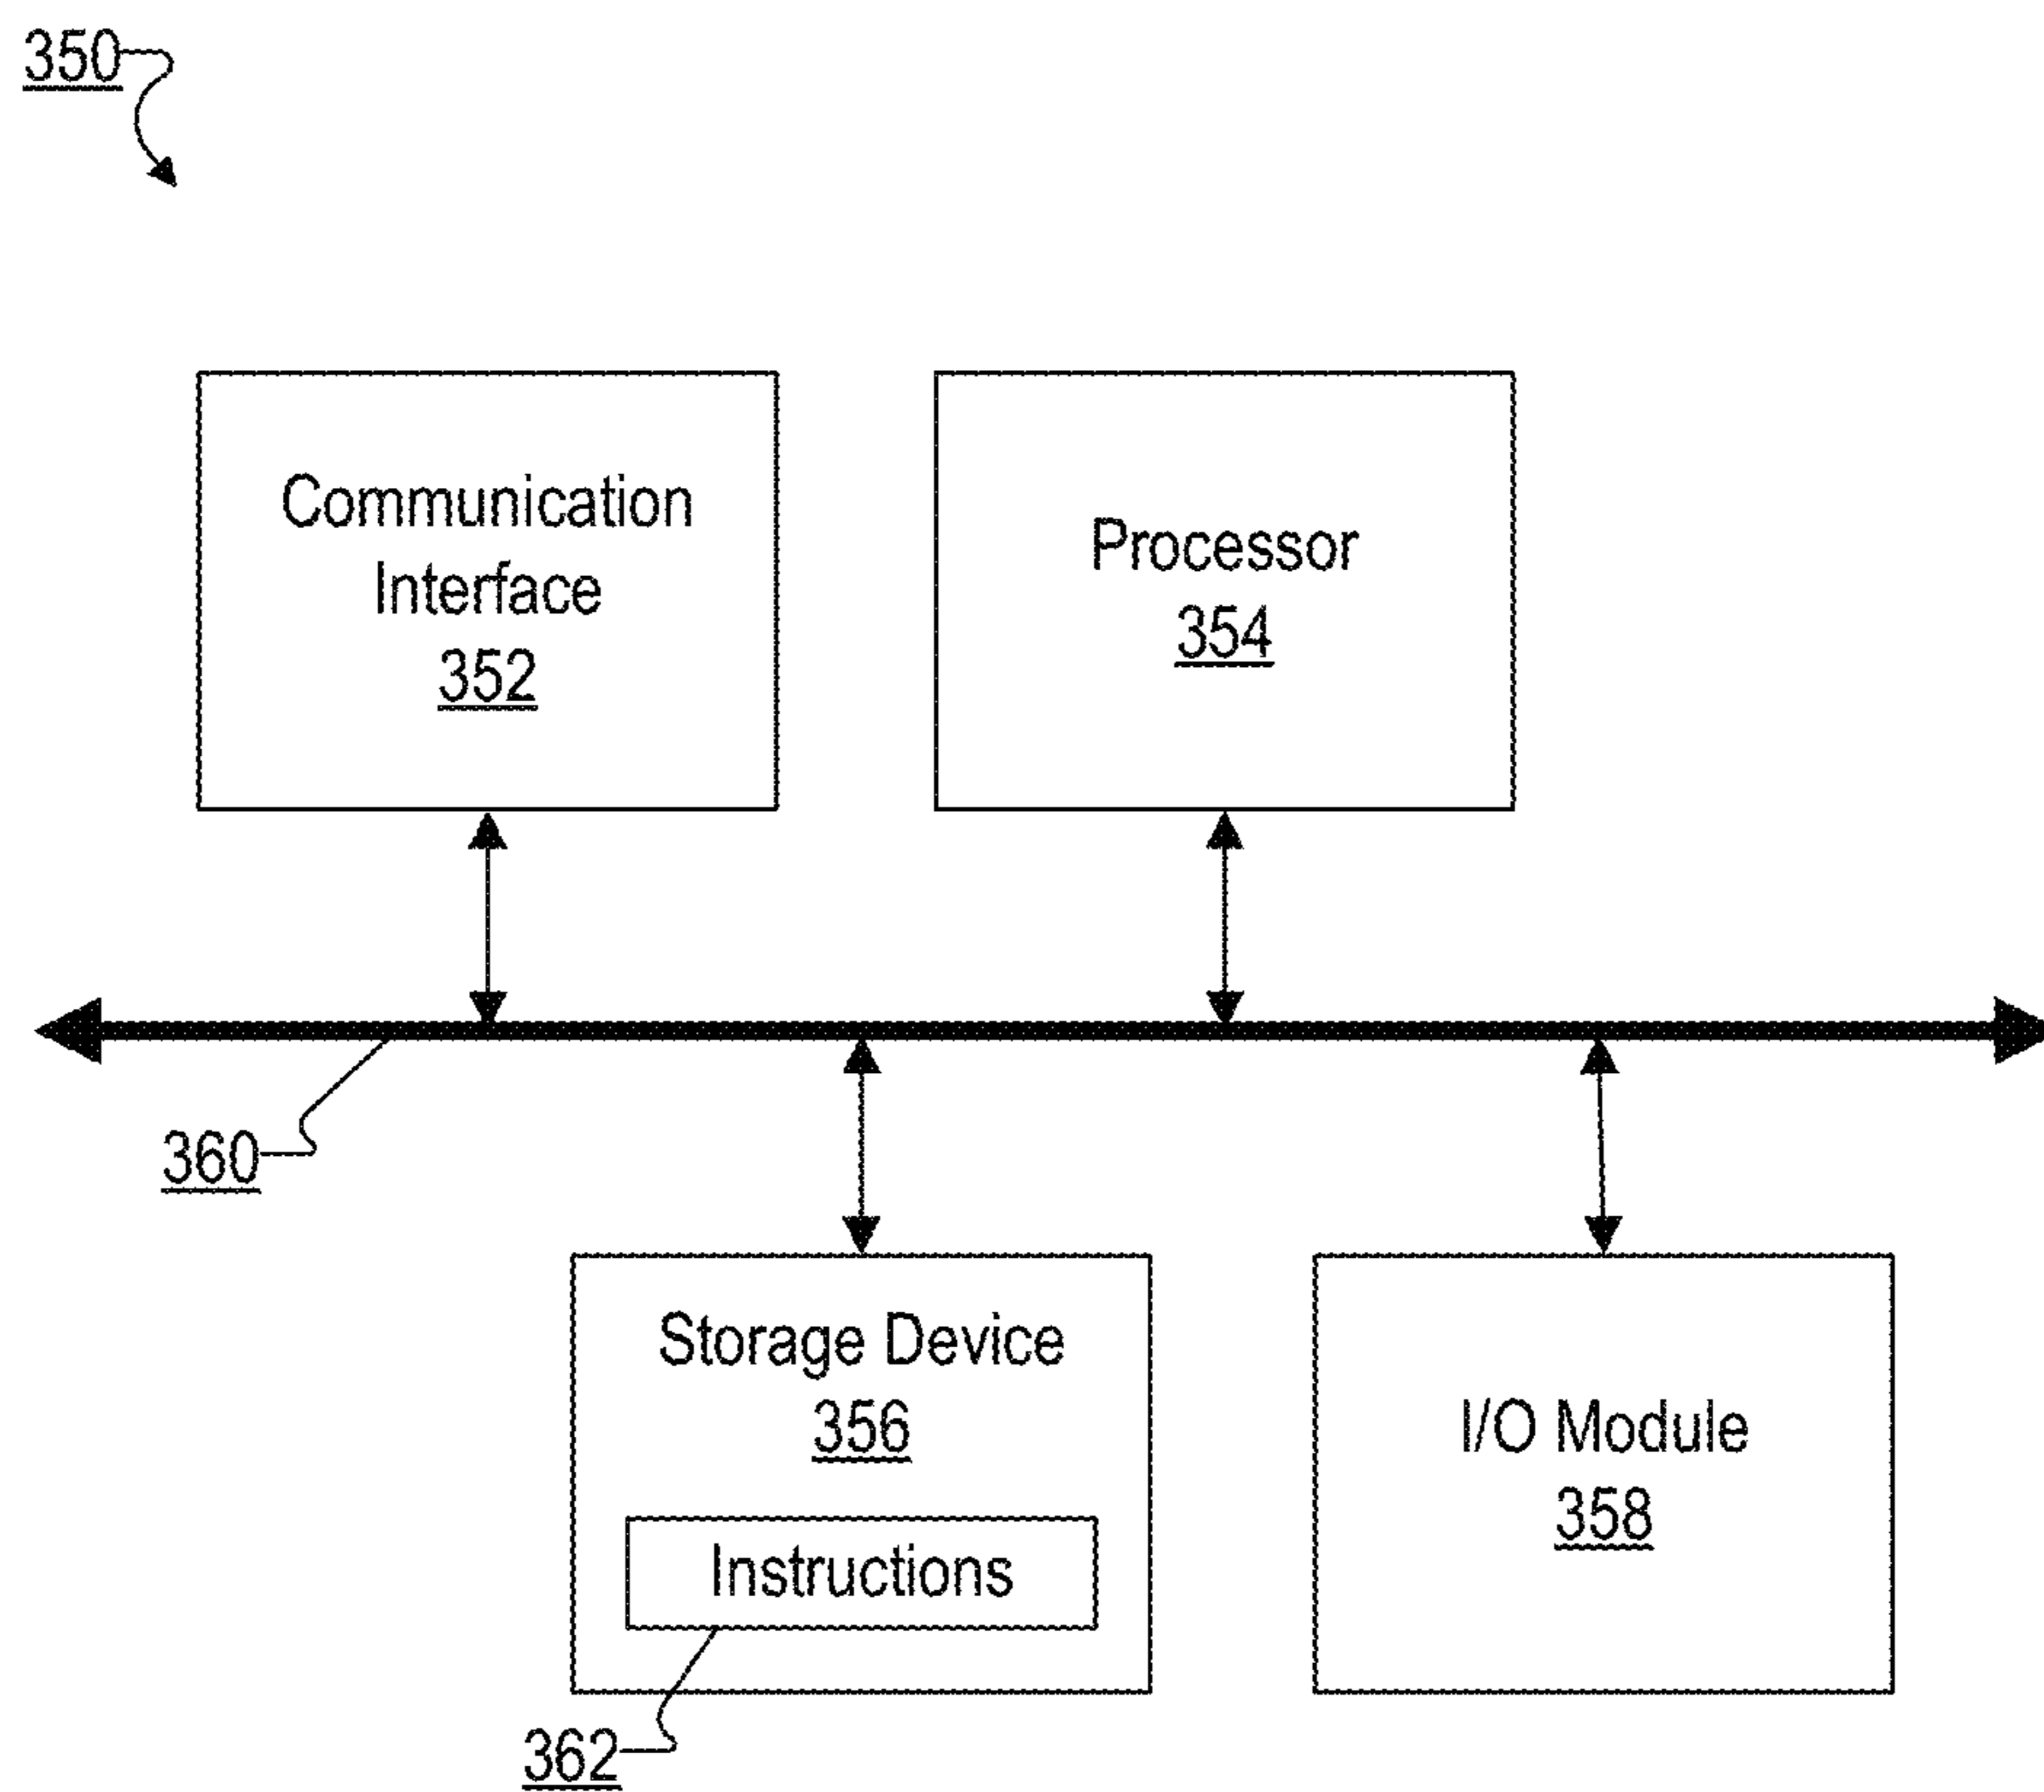 350
Communication
Interface
352
Processor
354
360
Storage Device
356
Instructions
362
I/O Module
358